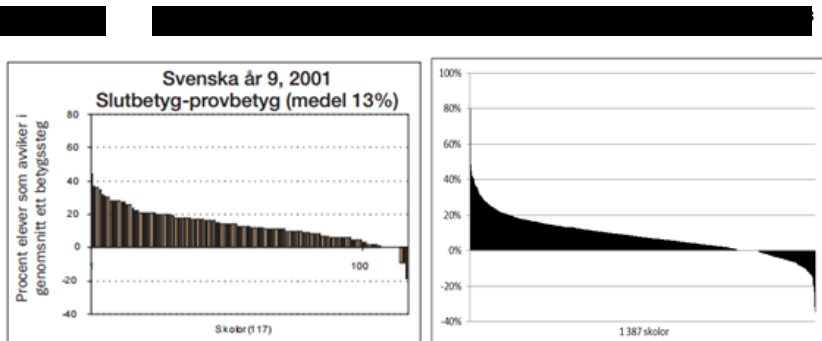 Svenska år 9, 2001
Slutbetyg-provbetyg (medel 13%)
Procent elever som avviker i
genomsnitt ett betygssteg
80
60
40
20
0
-20
-40
1
100
Skolor(117)
100%
80%
60%
40%
20%
0%
-20%
-40%
1 387 skolor